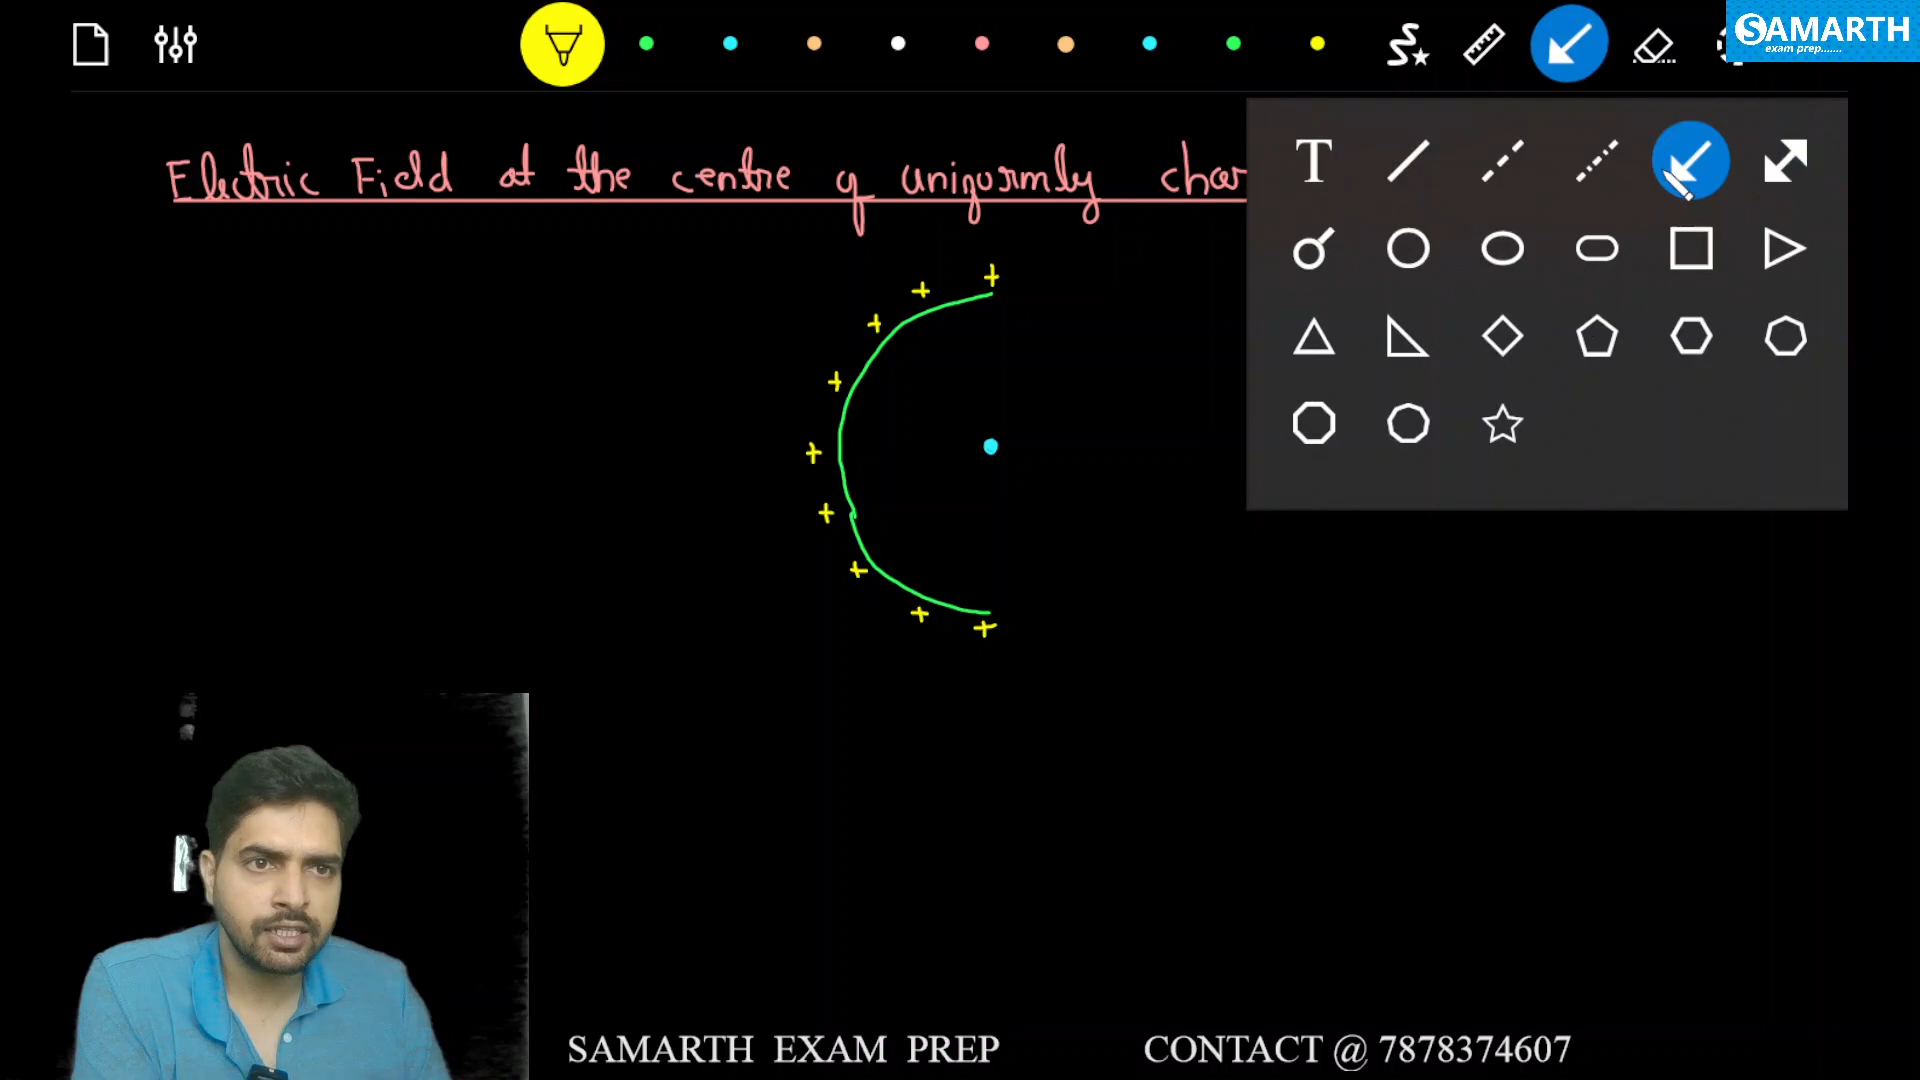 SAMARTH
exam prep.......
Electric Field at the centre of uniformly char
T
+ +
+
+
+
+
+
+ +
SAMARTH EXAM PREP CONTACT @ 7878374607